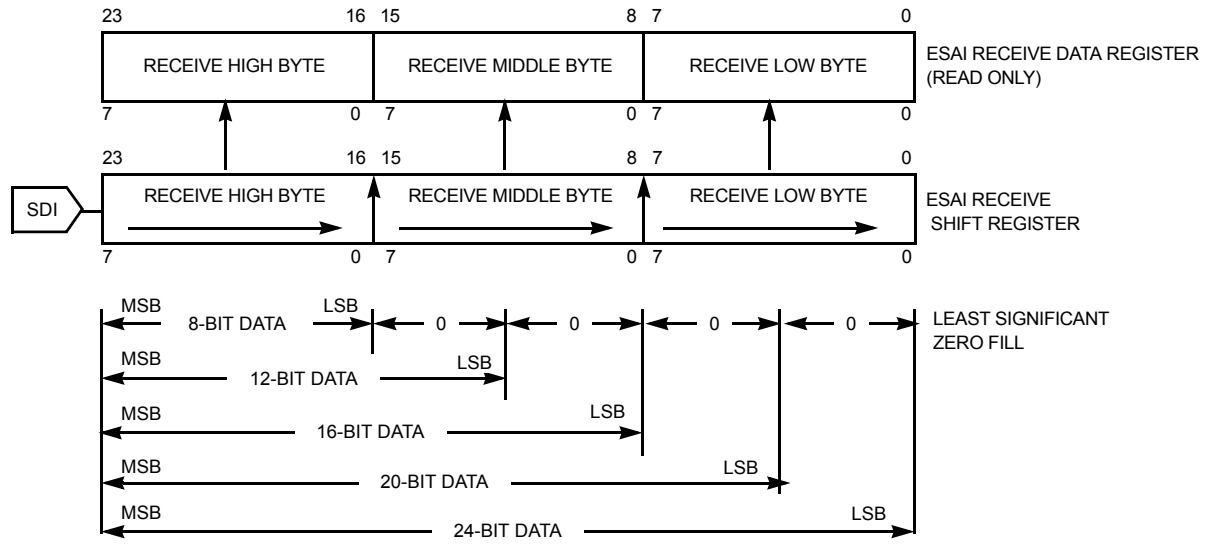 23 16 15 8 7 0
RECEIVE HIGH BYTE RECEIVE MIDDLE BYTE RECEIVE LOW BYTE
ESAI RECEIVE DATA REGISTER
(READ ONLY)
7 0 7 0 7 0
23 16 15 8 7 0
SDI
RECEIVE HIGH BYTE RECEIVE MIDDLE BYTE RECEIVE LOW BYTE
ESAI RECEIVE
SHIFT REGISTER
7 0 7 0 7 0
MSB LSB
8-BIT DATA 0 0 0 0
LEAST SIGNIFICANT
ZERO FILL
MSB LSB
12-BIT DATA
MSB LSB
16-BIT DATA
MSB LSB
20-BIT DATA
MSB LSB
24-BIT DATA